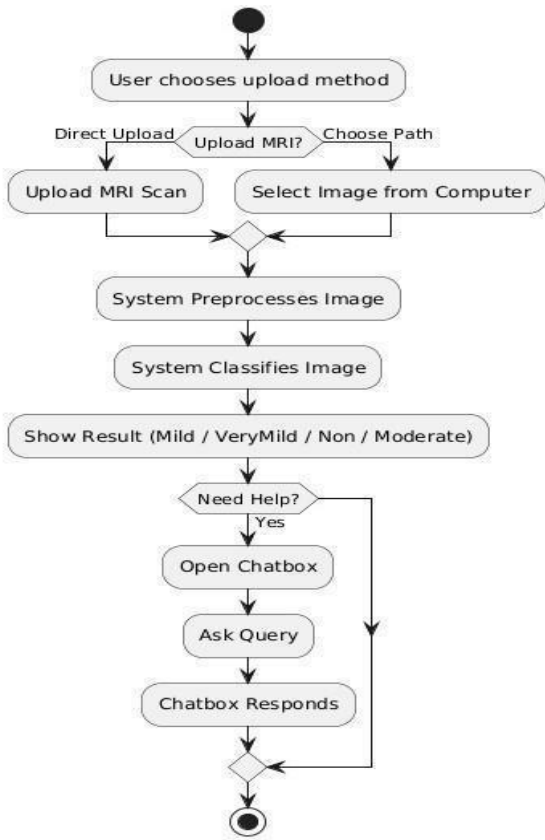 User chooses upload method
Direct Upload
Upload MRI?
Choose Path
Upload MRI Scan
Select Image from Computer
System Preprocesses Image
System Classifies Image
Show Result (Mild / VeryMild / Non / Moderate)
Need Help?
Yes
Open Chatbox
Ask Query
Chatbox Responds